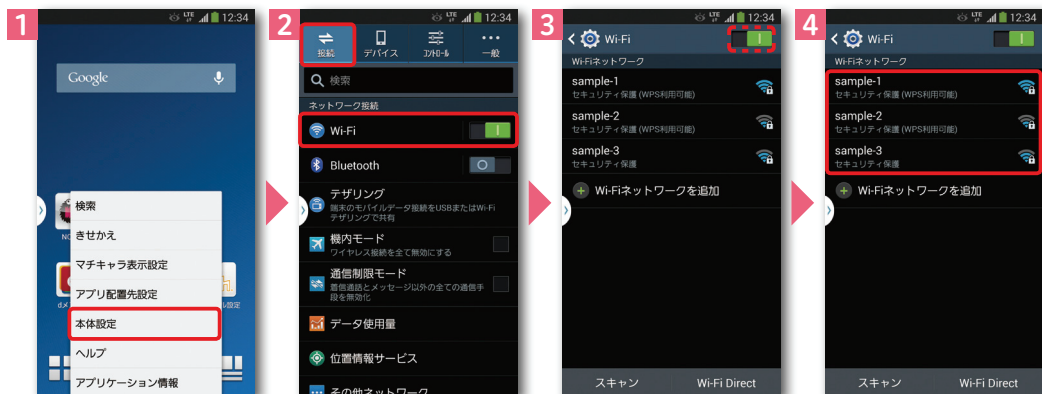 1
LTE 12:34
Google
検索
きせかえ
マチキャラ表示設定
アプリ配置先設定
本体設定
ヘルプ
アプリケーション情報
2
LTE 12:34
接続 デバイス コントロール 一般
検索
ネットワーク接続
Wi-Fi
Bluetooth
テザリング
端末のモバイルデータ接続をUSBまたはWi-Fi
テザリングで共有
機内モード
ワイヤレス接続を全て無効にする
通信制限モード
着信通話とメッセージ以外の全ての通信手
段を無効化
データ使用量
位置情報サービス
その他ネットワーク
3
LTE 12:34
Wi-Fi
Wi-Fiネットワーク
sample-1
セキュリティ保護 (WPS利用可能)
sample-2
セキュリティ保護 (WPS利用可能)
sample-3
セキュリティ保護
Wi-Fiネットワークを追加
スキャン Wi-Fi Direct
4
LTE 12:34
Wi-Fi
Wi-Fiネットワーク
sample-1
セキュリティ保護 (WPS利用可能)
sample-2
セキュリティ保護 (WPS利用可能)
sample-3
セキュリティ保護
Wi-Fiネットワークを追加
スキャン Wi-Fi Direct